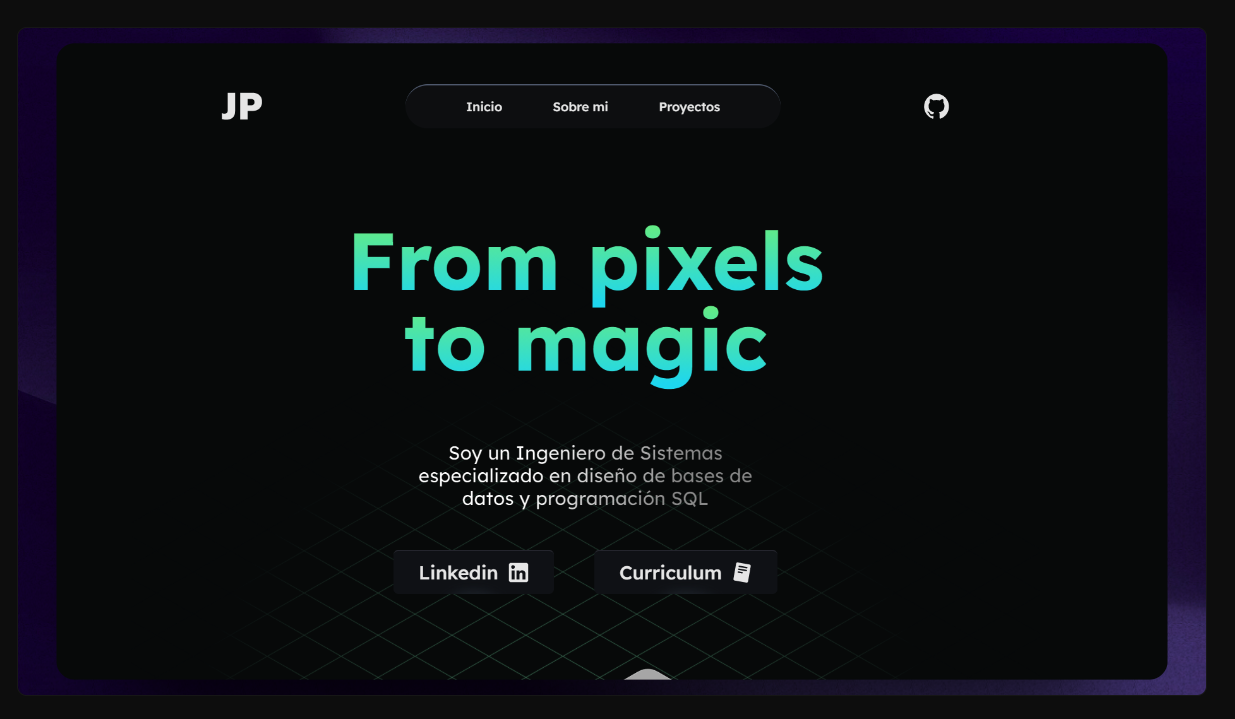 JP
Inicio
Sobre mi
Proyectos
From pixels
to magic
Soy un Ingeniero de Sistemas
especializado en diseño de bases de
datos y programación SQL
Linkedin in
Curriculum